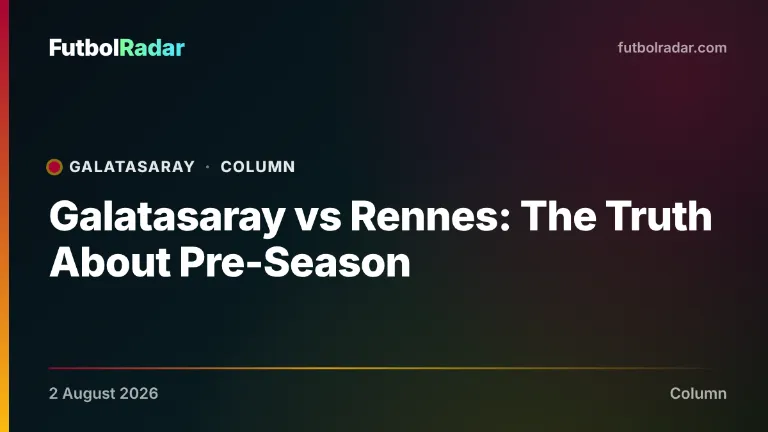 FutbolRadar
futbolradar.com
GALATASARAY · COLUMN
Galatasaray vs Rennes: The Truth
About Pre-Season
2 August 2026
Column